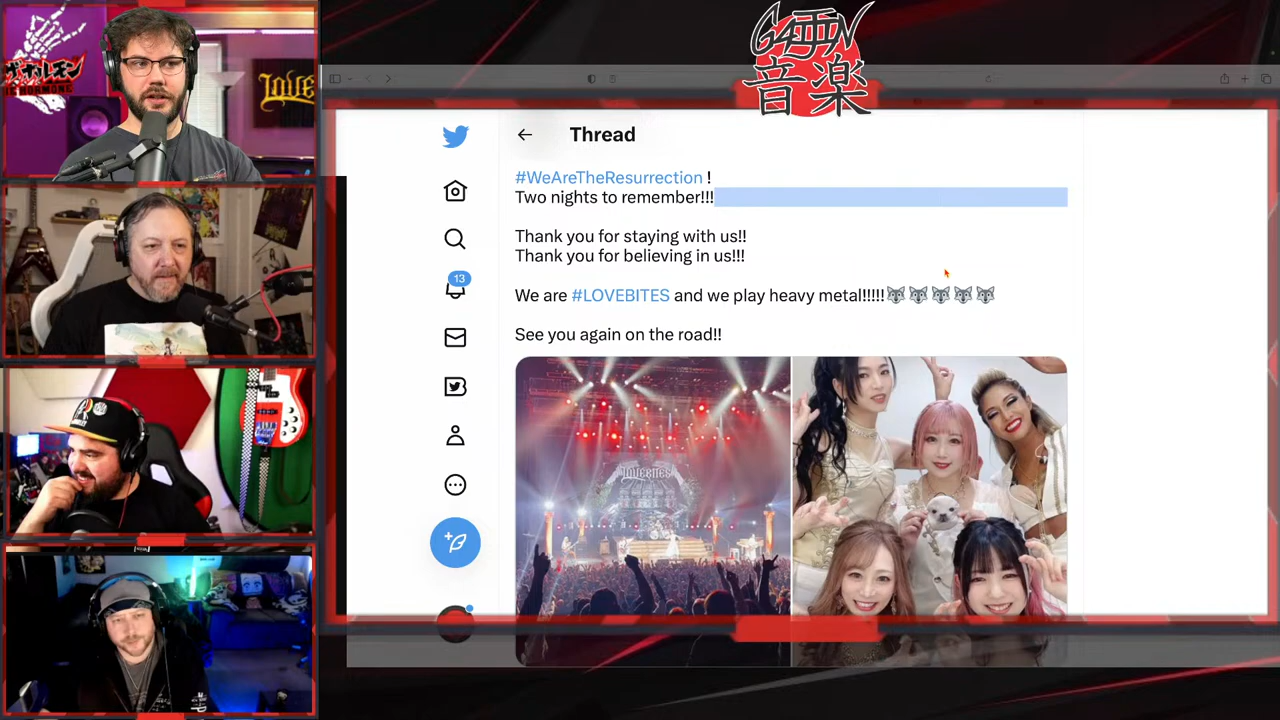 GAIJIN
音楽
Thread
#WeAreTheResurrection !
Two nights to remember!!!
Thank you for staying with us!!
Thank you for believing in us!!!
13
We are #LOVEBITES and we play heavy metal!!!!!🐺🐺🐺🐺🐺
See you again on the road!!
LOVEBITES